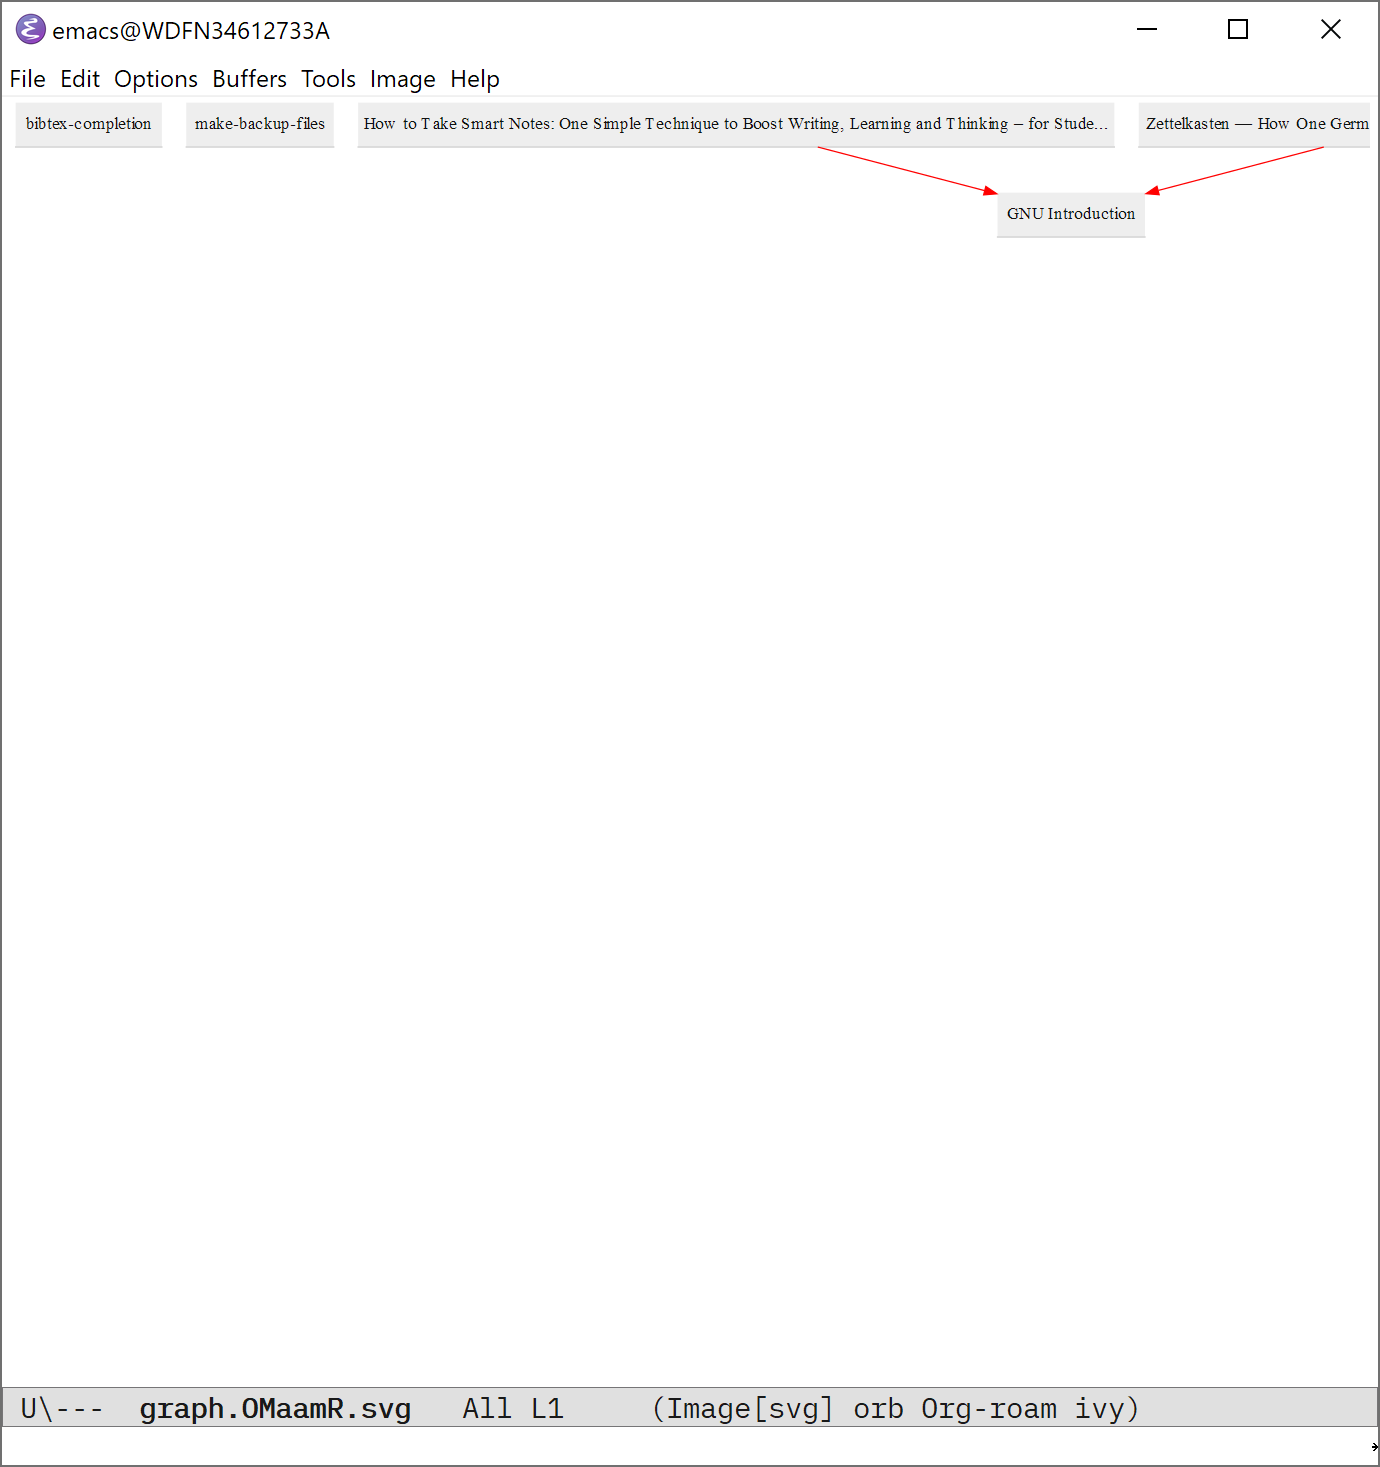 emacs@WDFN34612733A
File Edit Options Buffers Tools Image Help
bibtex-completion
make-backup-files
How to Take Smart Notes: One Simple Technique to Boost Writing, Learning and Thinking – for Stude...
Zettelkasten — How One Germ
GNU Introduction
U\--- graph.OMaamR.svg All L1 (Image[svg] orb Org-roam ivy)